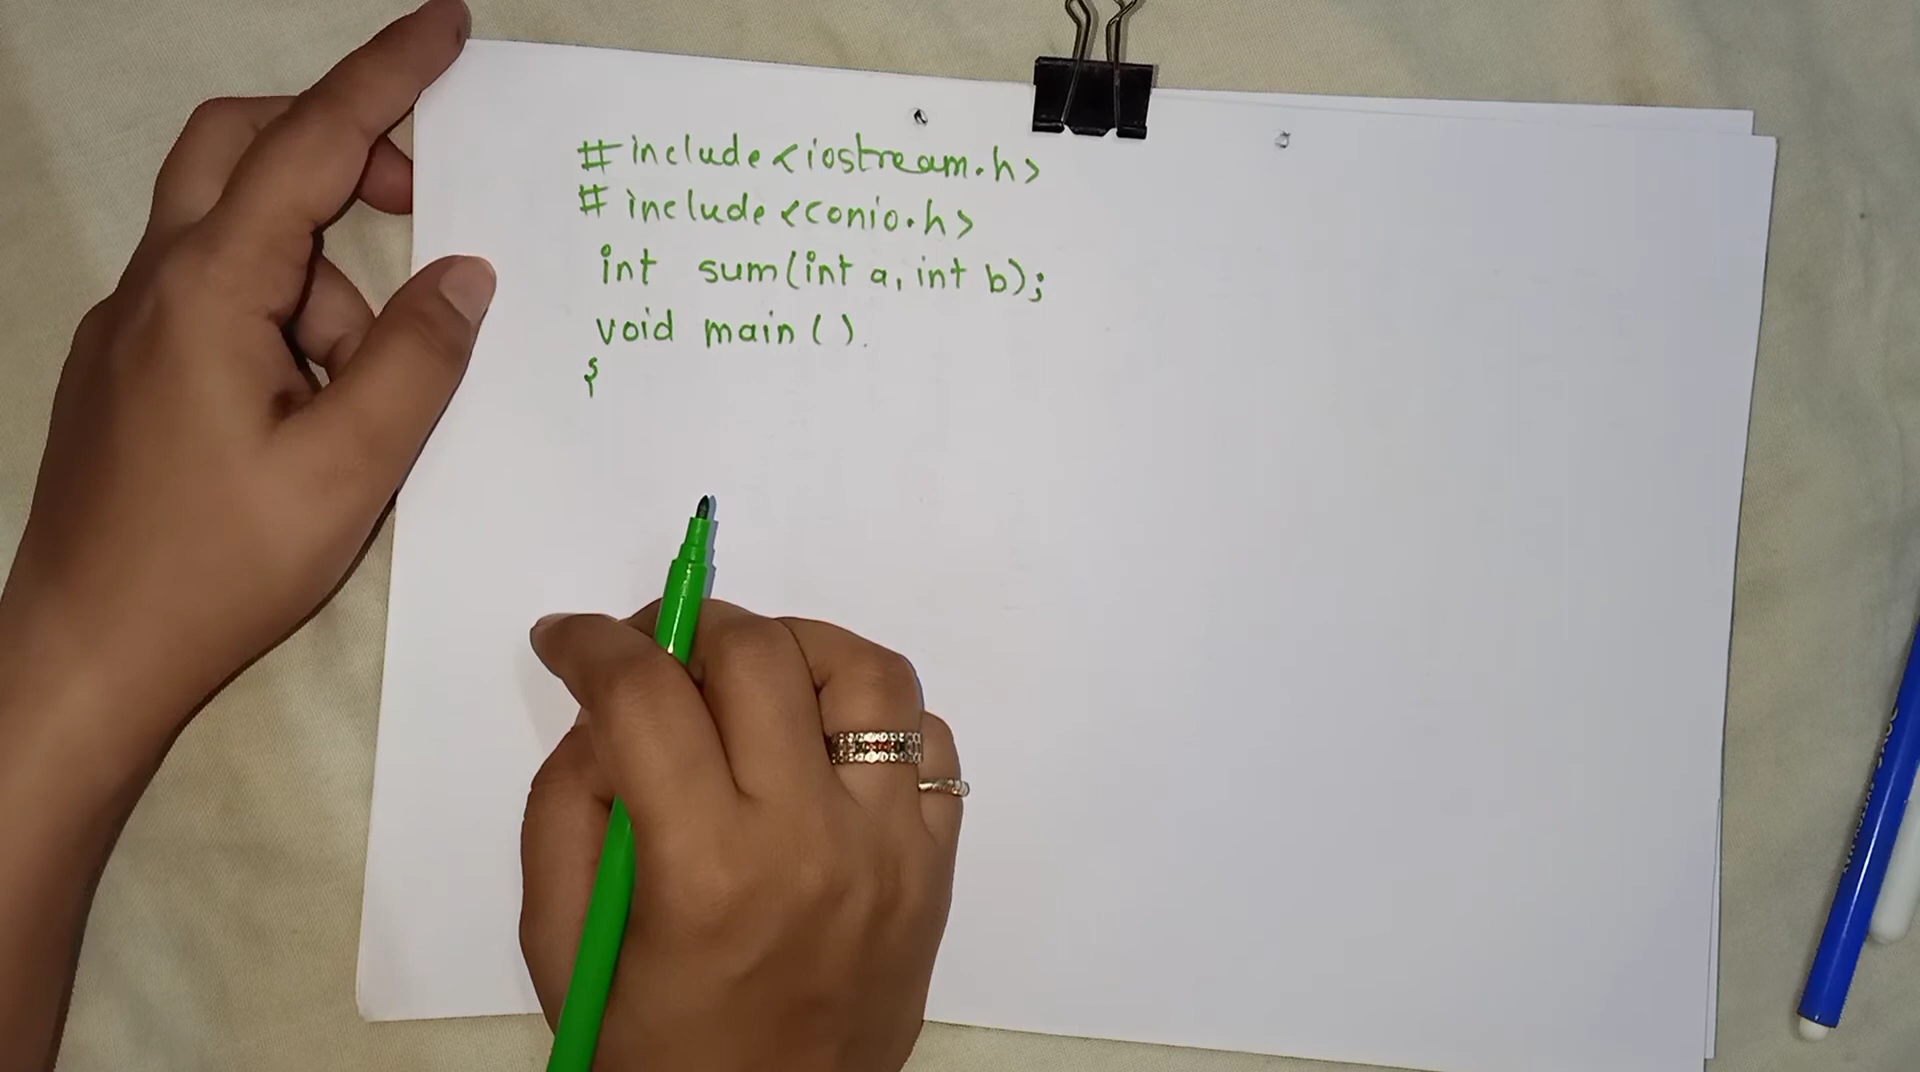 #include<iostream.h>
#include<conio.h>
int sum(int a, int b);
void main()
{